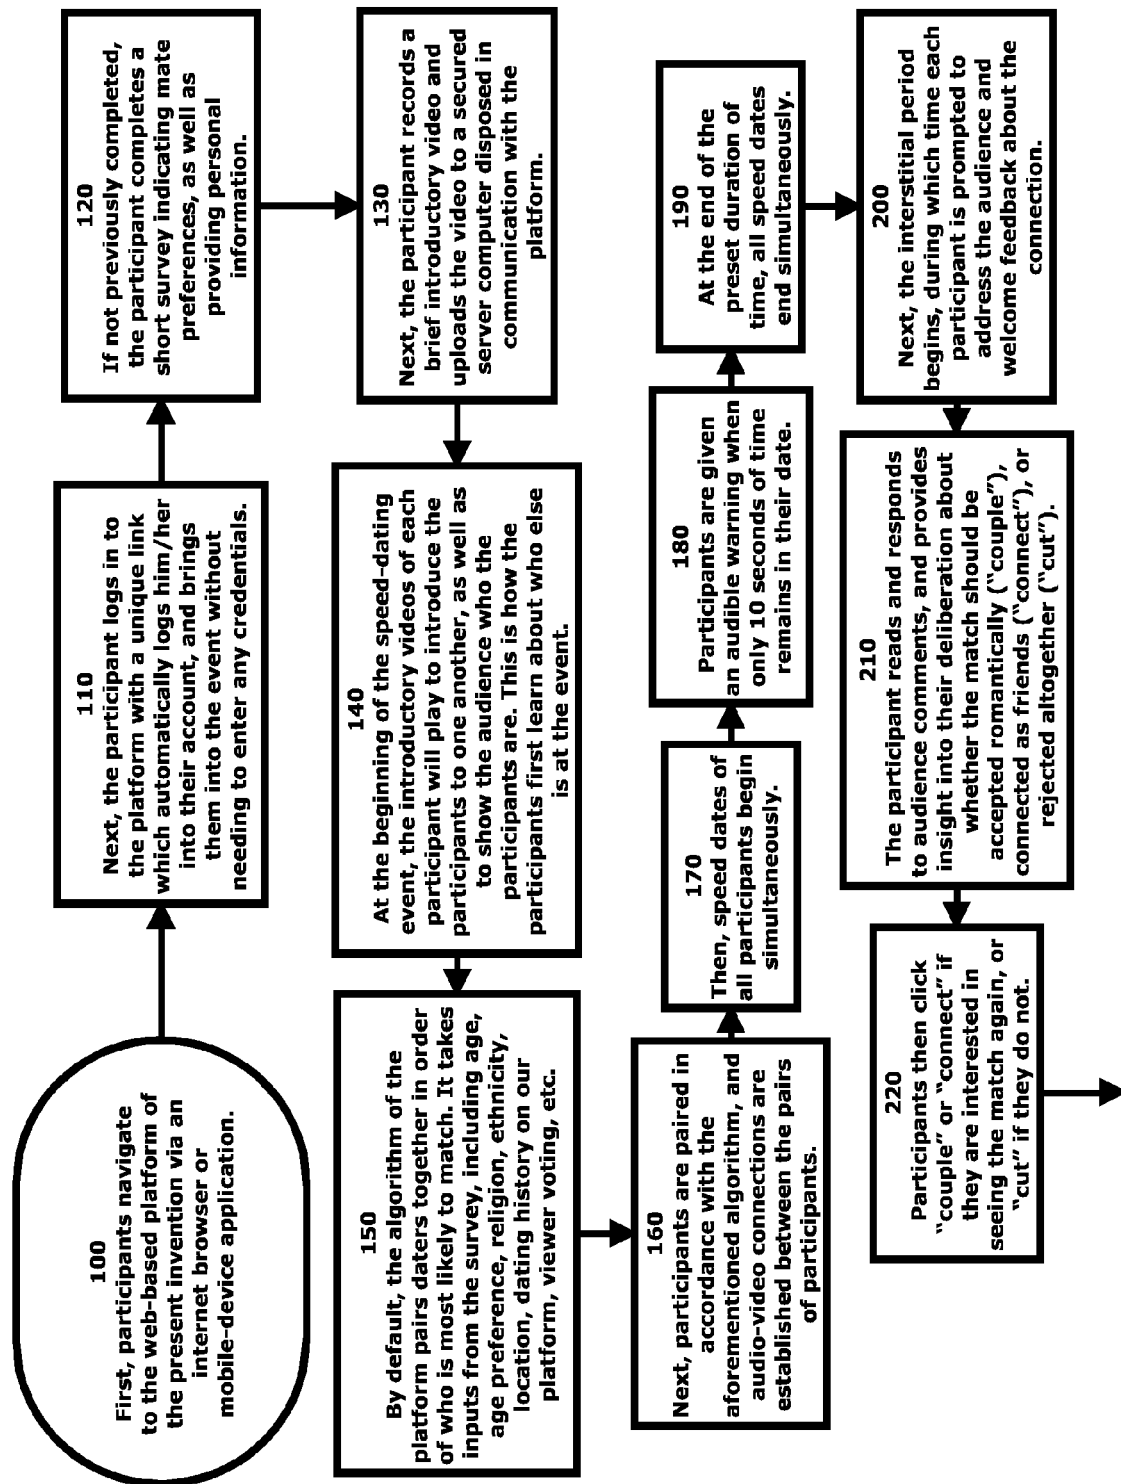 100
First, participants navigate
to the web-based platform of
the present invention via an
internet browser or
mobile-device application.
110
Next, the participant logs in to
the platform with a unique link
which automatically logs him/her
into their account, and brings
them into the event without
needing to enter any credentials.
120
If not previously completed,
the participant completes a
short survey indicating mate
preferences, as well as
providing personal
information.
130
Next, the participant records a
brief introductory video and
uploads the video to a secured
server computer disposed in
communication with the
platform.
140
At the beginning of the speed-dating
event, the introductory videos of each
participant will play to introduce the
participants to one another, as well as
to show the audience who the
participants are. This is how the
participants first learn about who else
is at the event.
150
By default, the algorithm of the
platform pairs daters together in order
of who is most likely to match. It takes
inputs from the survey, including age,
age preference, religion, ethnicity,
location, dating history on our
platform, viewer voting, etc.
160
Next, participants are paired in
accordance with the
aforementioned algorithm, and
audio-video connections are
established between the pairs
of participants.
170
Then, speed dates of
all participants begin
simultaneously.
180
Participants are given
an audible warning when
only 10 seconds of time
remains in their date.
190
At the end of the
preset duration of
time, all speed dates
end simultaneously.
200
Next, the interstitial period
begins, during which time each
participant is prompted to
address the audience and
welcome feedback about the
connection.
210
The participant reads and responds
to audience comments, and provides
insight into their deliberation about
whether the match should be
accepted romantically (“couple”),
connected as friends (“connect”), or
rejected altogether (“cut”).
220
Participants then click
“couple” or “connect” if
they are interested in
seeing the match again, or
“cut” if they do not.